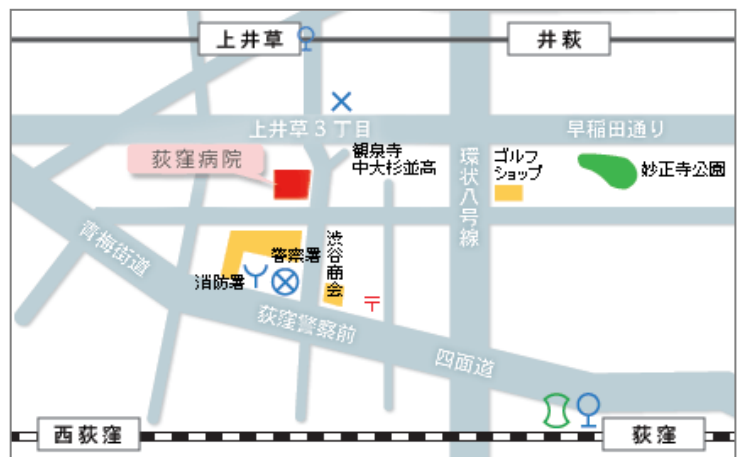 上井草
井荻
上井草3丁目
早稲田通り
荻窪病院
観泉寺
中大杉並高
環状八号線
ゴルフ
ショップ
妙正寺公園
青梅街道
警察署
渋谷商会
消防署
荻窪警察前
四面道
西荻窪
荻窪